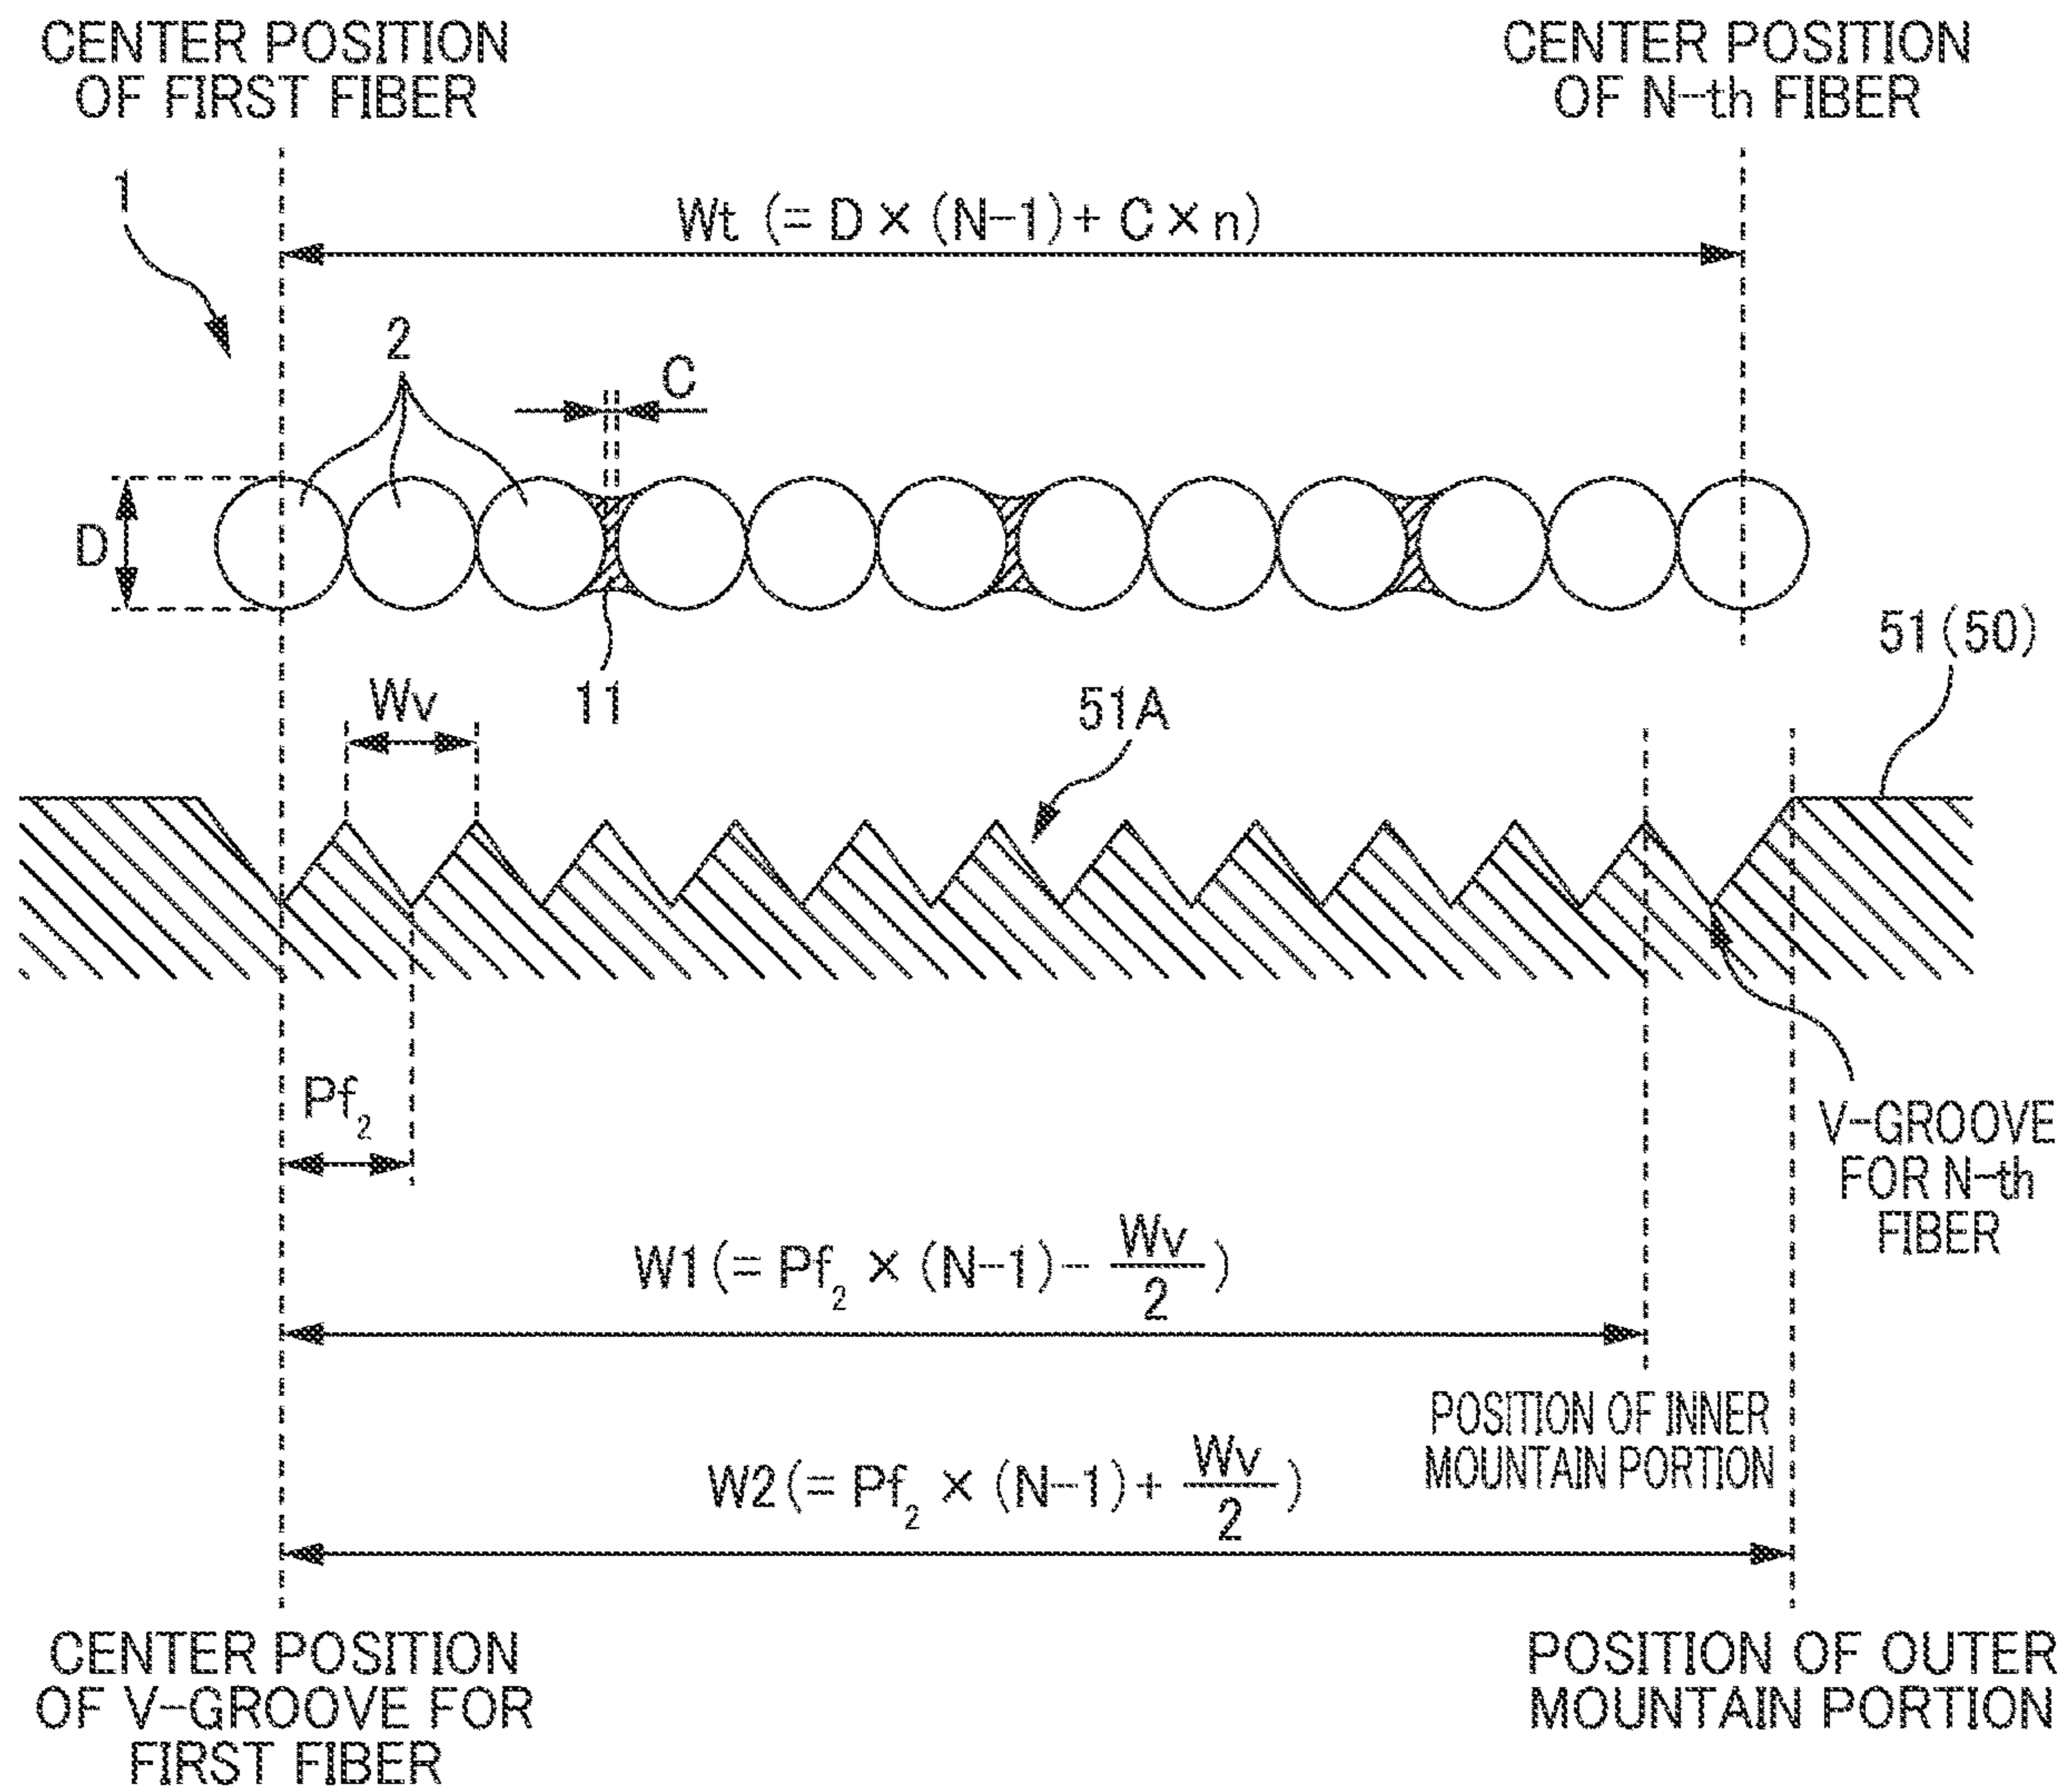 CENTER POSITION
OF FIRST FIBER
CENTER POSITION
OF N-th FIBER
1
Wt (= D × (N-1)+ C × n)
2
C
D
11
51(50)
Wv
51A
Pf₂
V-GROOVE
FOR N-th
FIBER
W1(= Pf₂ × (N-1)- Wv/2)
POSITION OF INNER
MOUNTAIN PORTION
W2(= Pf₂ × (N-1)+ Wv/2)
CENTER POSITION
OF V-GROOVE FOR
FIRST FIBER
POSITION OF OUTER
MOUNTAIN PORTION